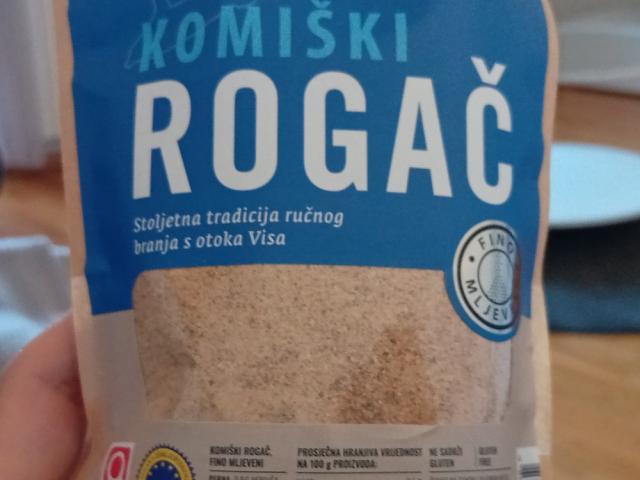 KOMIŠKI
ROGAČ
Stoljetna tradicija ručnog
branja s otoka Visa
FINO
MLJEV
KOMIŠKI ROGAČ,
FINO MLJEVENI
PROSJEČNA HRANJIVA VRIJEDNOST
NA 100 g PROIZVODA:
NE SADRŽI
GLUTEN
GLUTEN
FREE